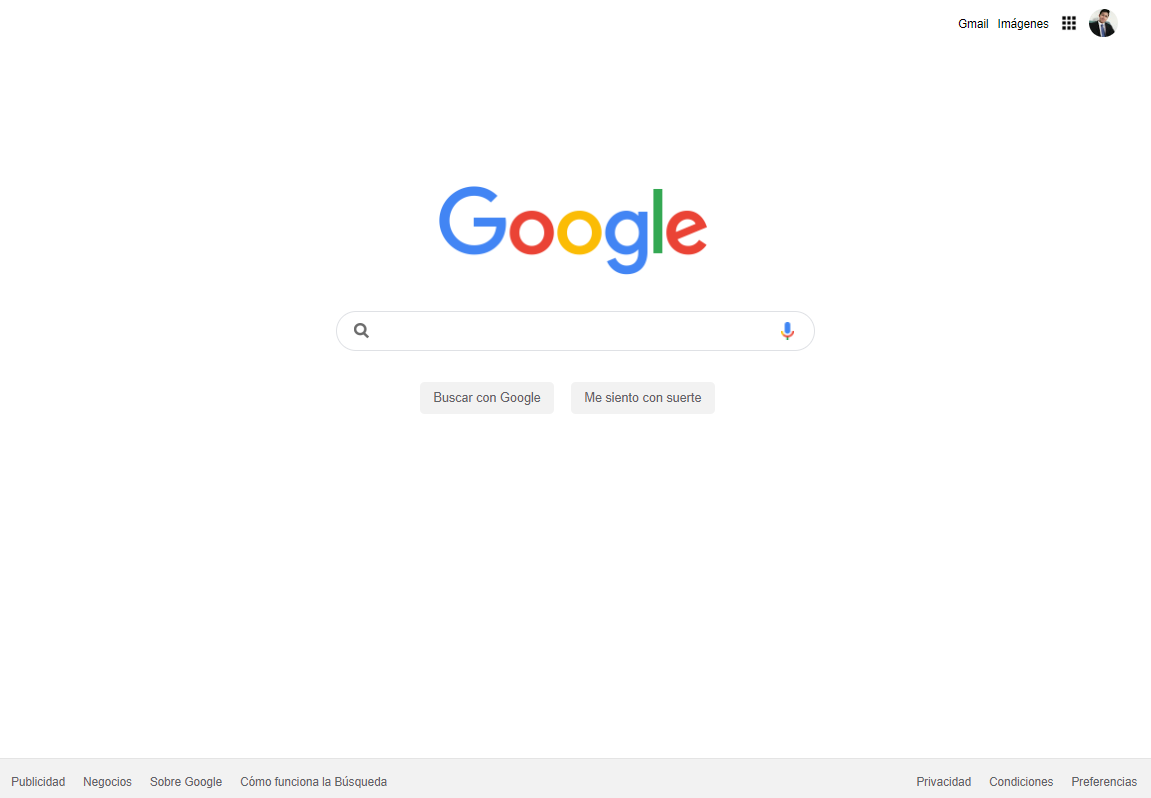 Gmail Imágenes
Google
Buscar con Google Me siento con suerte
Publicidad Negocios Sobre Google Cómo funciona la Búsqueda Privacidad Condiciones Preferencias